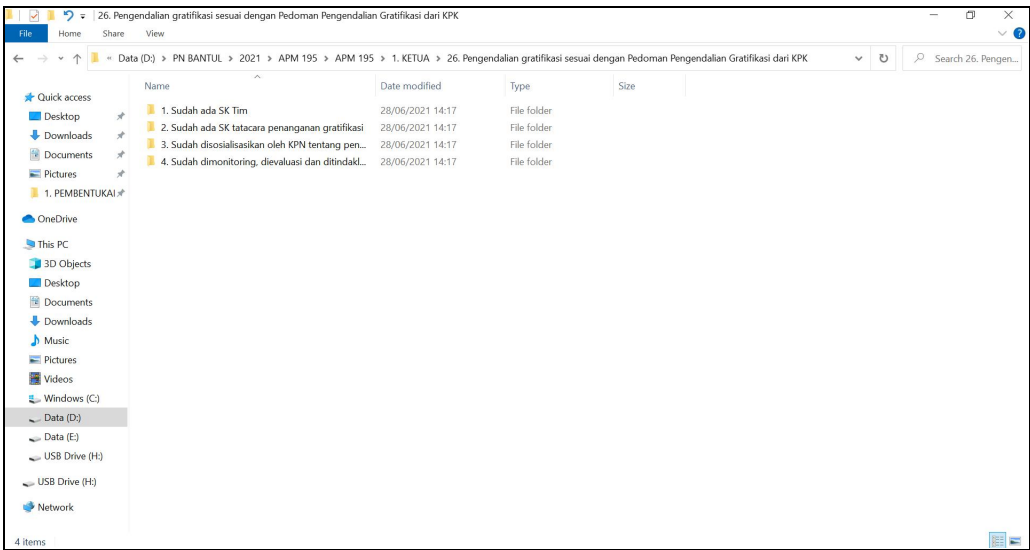 26. Pengendalian gratifikasi sesuai dengan Pedoman Pengendalian Gratifikasi dari KPK
File Home Share View
« Data (D:) > PN BANTUL > 2021 > APM 195 > APM 195 > 1. KETUA > 26. Pengendalian gratifikasi sesuai dengan Pedoman Pengendalian Gratifikasi dari KPK
Search 26. Pengen...
Name Date modified Type Size
1. Sudah ada SK Tim 28/06/2021 14:17 File folder
2. Sudah ada SK tatacara penanganan gratifikasi 28/06/2021 14:17 File folder
3. Sudah disosialisasikan oleh KPN tentang pen... 28/06/2021 14:17 File folder
4. Sudah dimonitoring, dievaluasi dan ditindakl... 28/06/2021 14:17 File folder
Quick access
Desktop
Downloads
Documents
Pictures
1. PEMBENTUKAI
OneDrive
This PC
3D Objects
Desktop
Documents
Downloads
Music
Pictures
Videos
Windows (C:)
Data (D:)
Data (E:)
USB Drive (H:)
USB Drive (H:)
Network
4 items